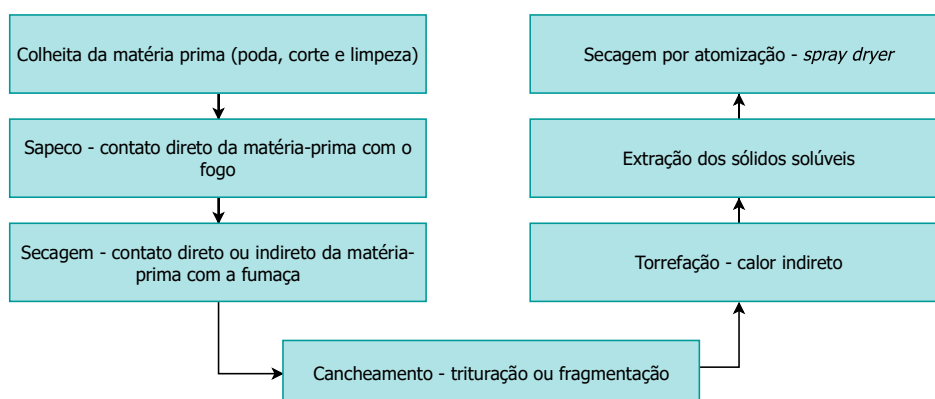 Colheita da matéria prima (poda, corte e limpeza)
Sapeco - contato direto da matéria-prima com o
fogo
Secagem - contato direto ou indireto da matéria-
prima com a fumaça
Cancheamento - trituração ou fragmentação
Torrefação - calor indireto
Extração dos sólidos solúveis
Secagem por atomização - spray dryer